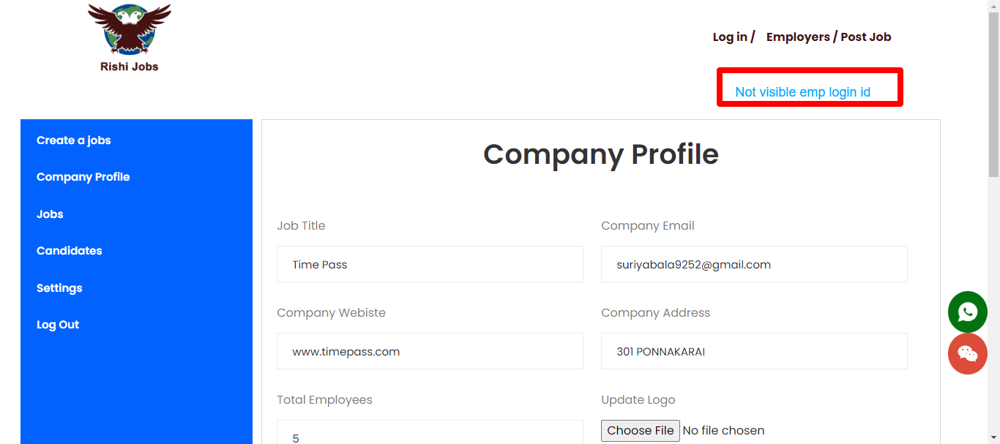 Rishi Jobs
Log in / Employers / Post Job
Not visible emp login id
Create a jobs
Company Profile
Jobs
Candidates
Settings
Log Out
Company Profile
Job Title
Company Email
Time Pass
suriyabala9252@gmail.com
Company Webiste
Company Address
www.timepass.com
301 PONNAKARAI
Total Employees
Update Logo
5
Choose File No file chosen